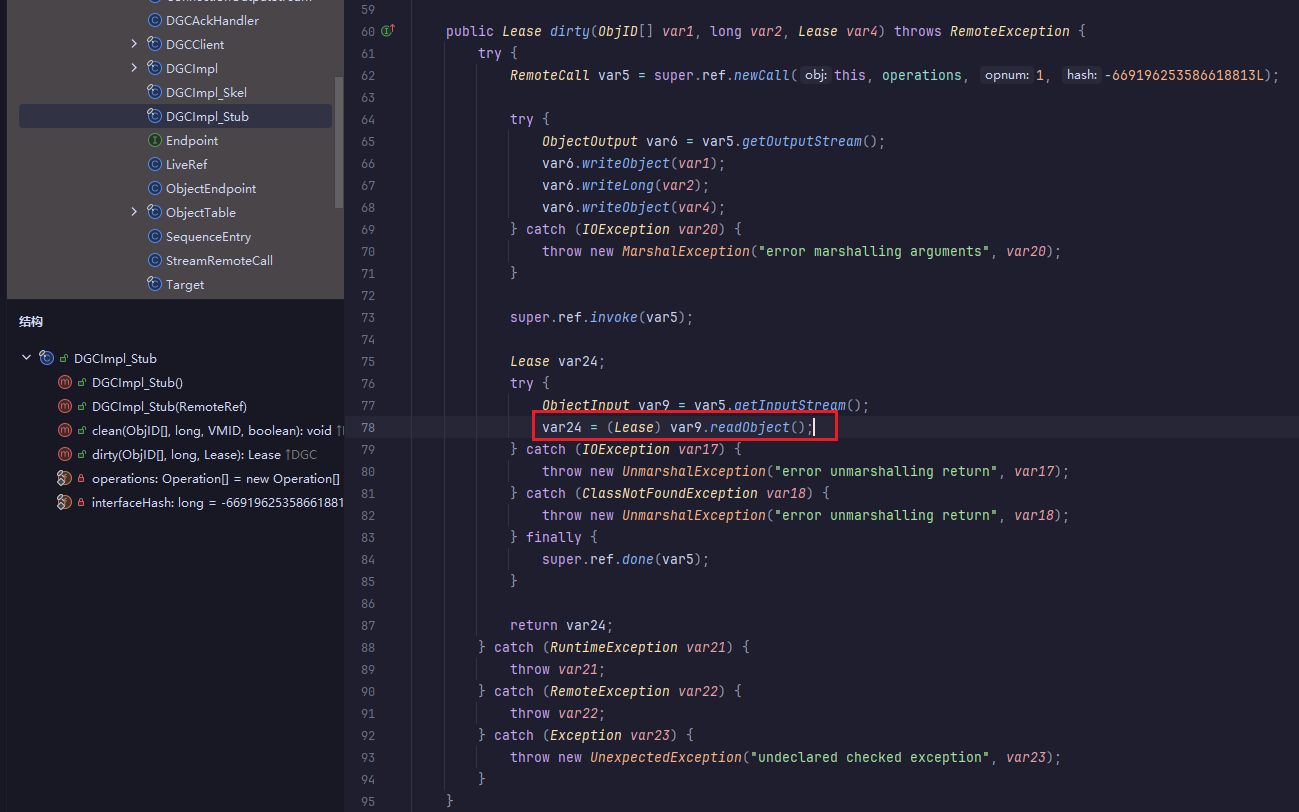 DGCAckHandler
DGCClient
DGCImpl
DGCImpl_Skel
DGCImpl_Stub
Endpoint
LiveRef
ObjectEndpoint
ObjectTable
SequenceEntry
StreamRemoteCall
Target
结构
DGCImpl_Stub
DGCImpl_Stub()
DGCImpl_Stub(RemoteRef)
clean(ObjID[], long, VMID, boolean): void ↑
dirty(ObjID[], long, Lease): Lease ↑DGC
operations: Operation[] = new Operation[]
interfaceHash: long = -66919625358661881
59
60 public Lease dirty(ObjID[] var1, long var2, Lease var4) throws RemoteException {
61 try {
62 RemoteCall var5 = super.ref.newCall( obj: this, operations, opnum: 1, hash: -669196253586618813L);
63
64 try {
65 ObjectOutput var6 = var5.getOutputStream();
66 var6.writeObject(var1);
67 var6.writeLong(var2);
68 var6.writeObject(var4);
69 } catch (IOException var20) {
70 throw new MarshalException("error marshalling arguments", var20);
71 }
72
73 super.ref.invoke(var5);
74
75 Lease var24;
76 try {
77 ObjectInput var9 = var5.getInputStream();
78 var24 = (Lease) var9.readObject();
79 } catch (IOException var17) {
80 throw new UnmarshalException("error unmarshalling return", var17);
81 } catch (ClassNotFoundException var18) {
82 throw new UnmarshalException("error unmarshalling return", var18);
83 } finally {
84 super.ref.done(var5);
85 }
86
87 return var24;
88 } catch (RuntimeException var21) {
89 throw var21;
90 } catch (RemoteException var22) {
91 throw var22;
92 } catch (Exception var23) {
93 throw new UnexpectedException("undeclared checked exception", var23);
94 }
95 }